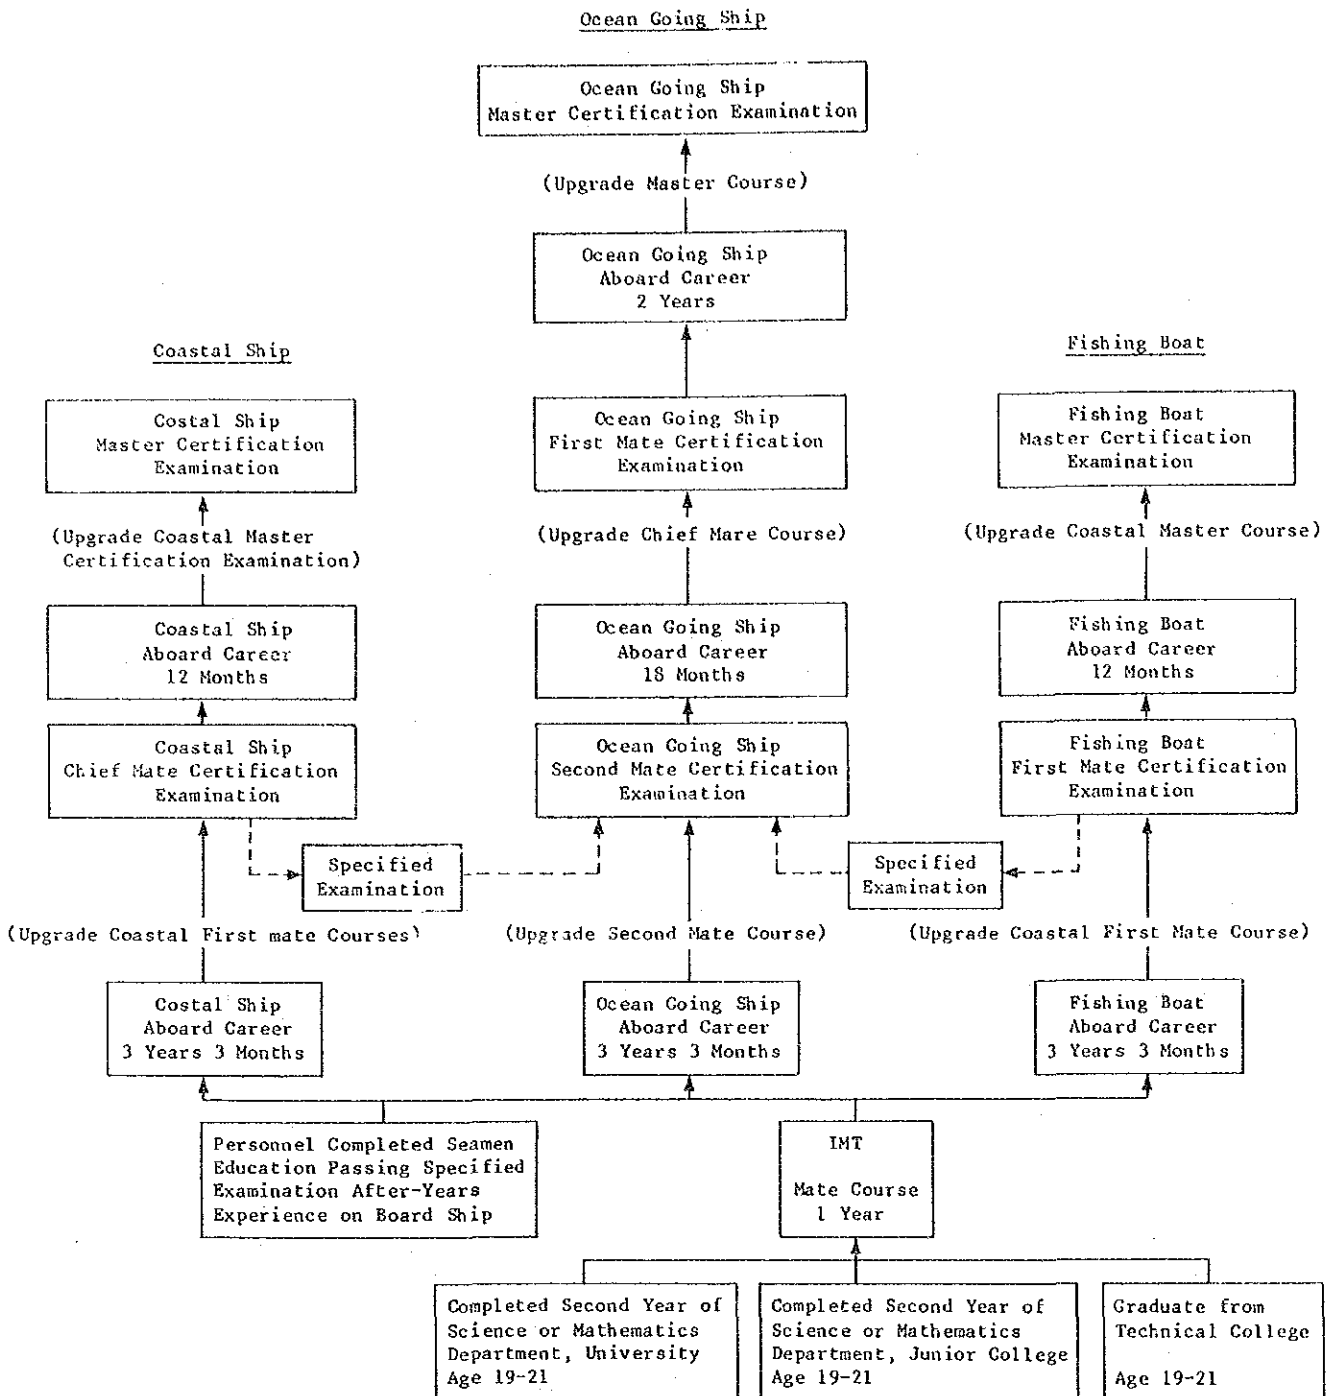 Ocean Going Ship
Ocean Going Ship
Master Certification Examination
(Upgrade Master Course)
Ocean Going Ship
Aboard Career
2 Years
Coastal Ship
Fishing Boat
Costal Ship
Master Certification
Examination
Ocean Going Ship
First Mate Certification
Examination
Fishing Boat
Master Certification
Examination
(Upgrade Coastal Master
Certification Examination)
(Upgrade Chief Mare Course)
(Upgrade Coastal Master Course)
Coastal Ship
Aboard Career
12 Months
Ocean Going Ship
Aboard Career
18 Months
Fishing Boat
Aboard Career
12 Months
Coastal Ship
Chief Mate Certification
Examination
Ocean Going Ship
Second Mate Certification
Examination
Fishing Boat
First Mate Certification
Examination
Specified
Examination
Specified
Examination
(Upgrade Coastal First mate Courses)
(Upgrade Second Mate Course)
(Upgrade Coastal First Mate Course)
Costal Ship
Aboard Career
3 Years 3 Months
Ocean Going Ship
Aboard Career
3 Years 3 Months
Fishing Boat
Aboard Career
3 Years 3 Months
Personnel Completed Seamen
Education Passing Specified
Examination After-Years
Experience on Board Ship
IMT
Mate Course
1 Year
Completed Second Year of
Science or Mathematics
Department, University
Age 19-21
Completed Second Year of
Science or Mathematics
Department, Junior College
Age 19-21
Graduate from
Technical College
Age 19-21